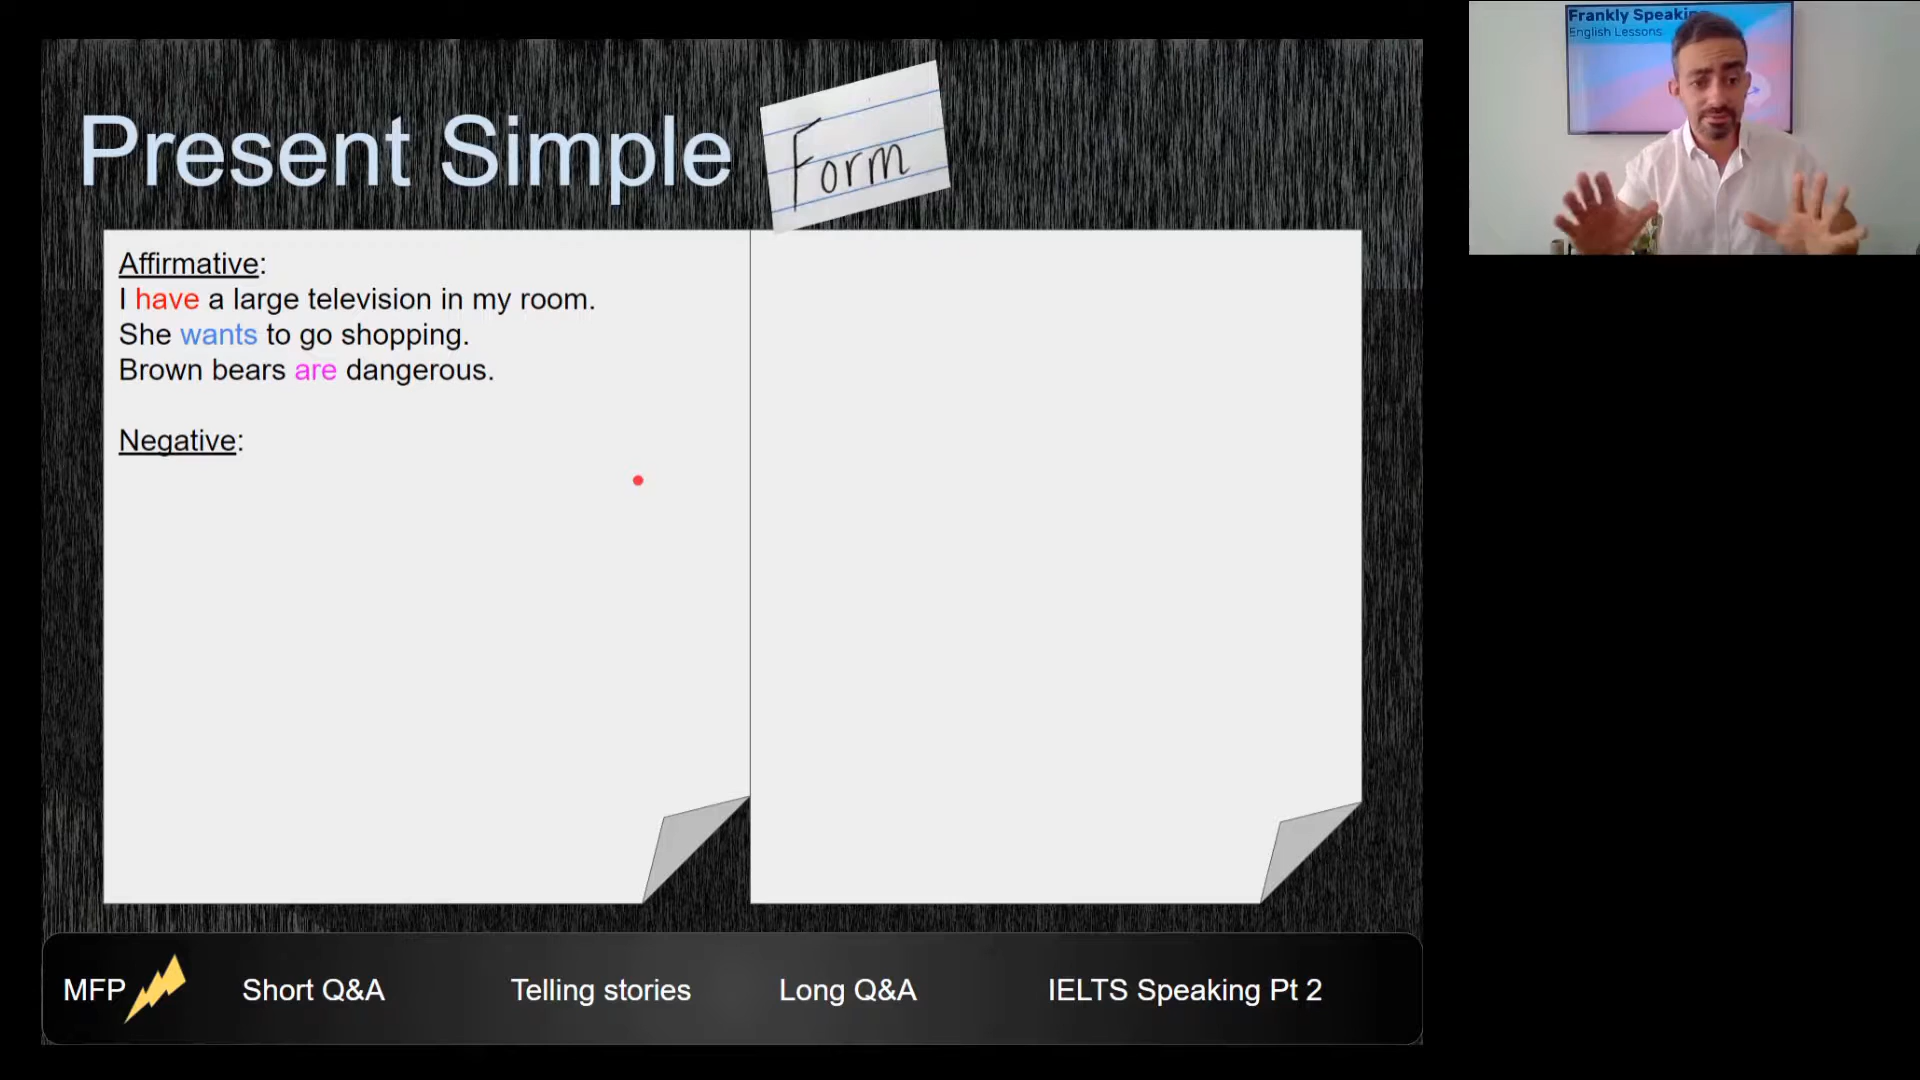 Present Simple
Form
Frankly Speaking
English Lessons
Affirmative:
I have a large television in my room.
She wants to go shopping.
Brown bears are dangerous.
Negative:
MFP
Short Q&A
Telling stories
Long Q&A
IELTS Speaking Pt 2